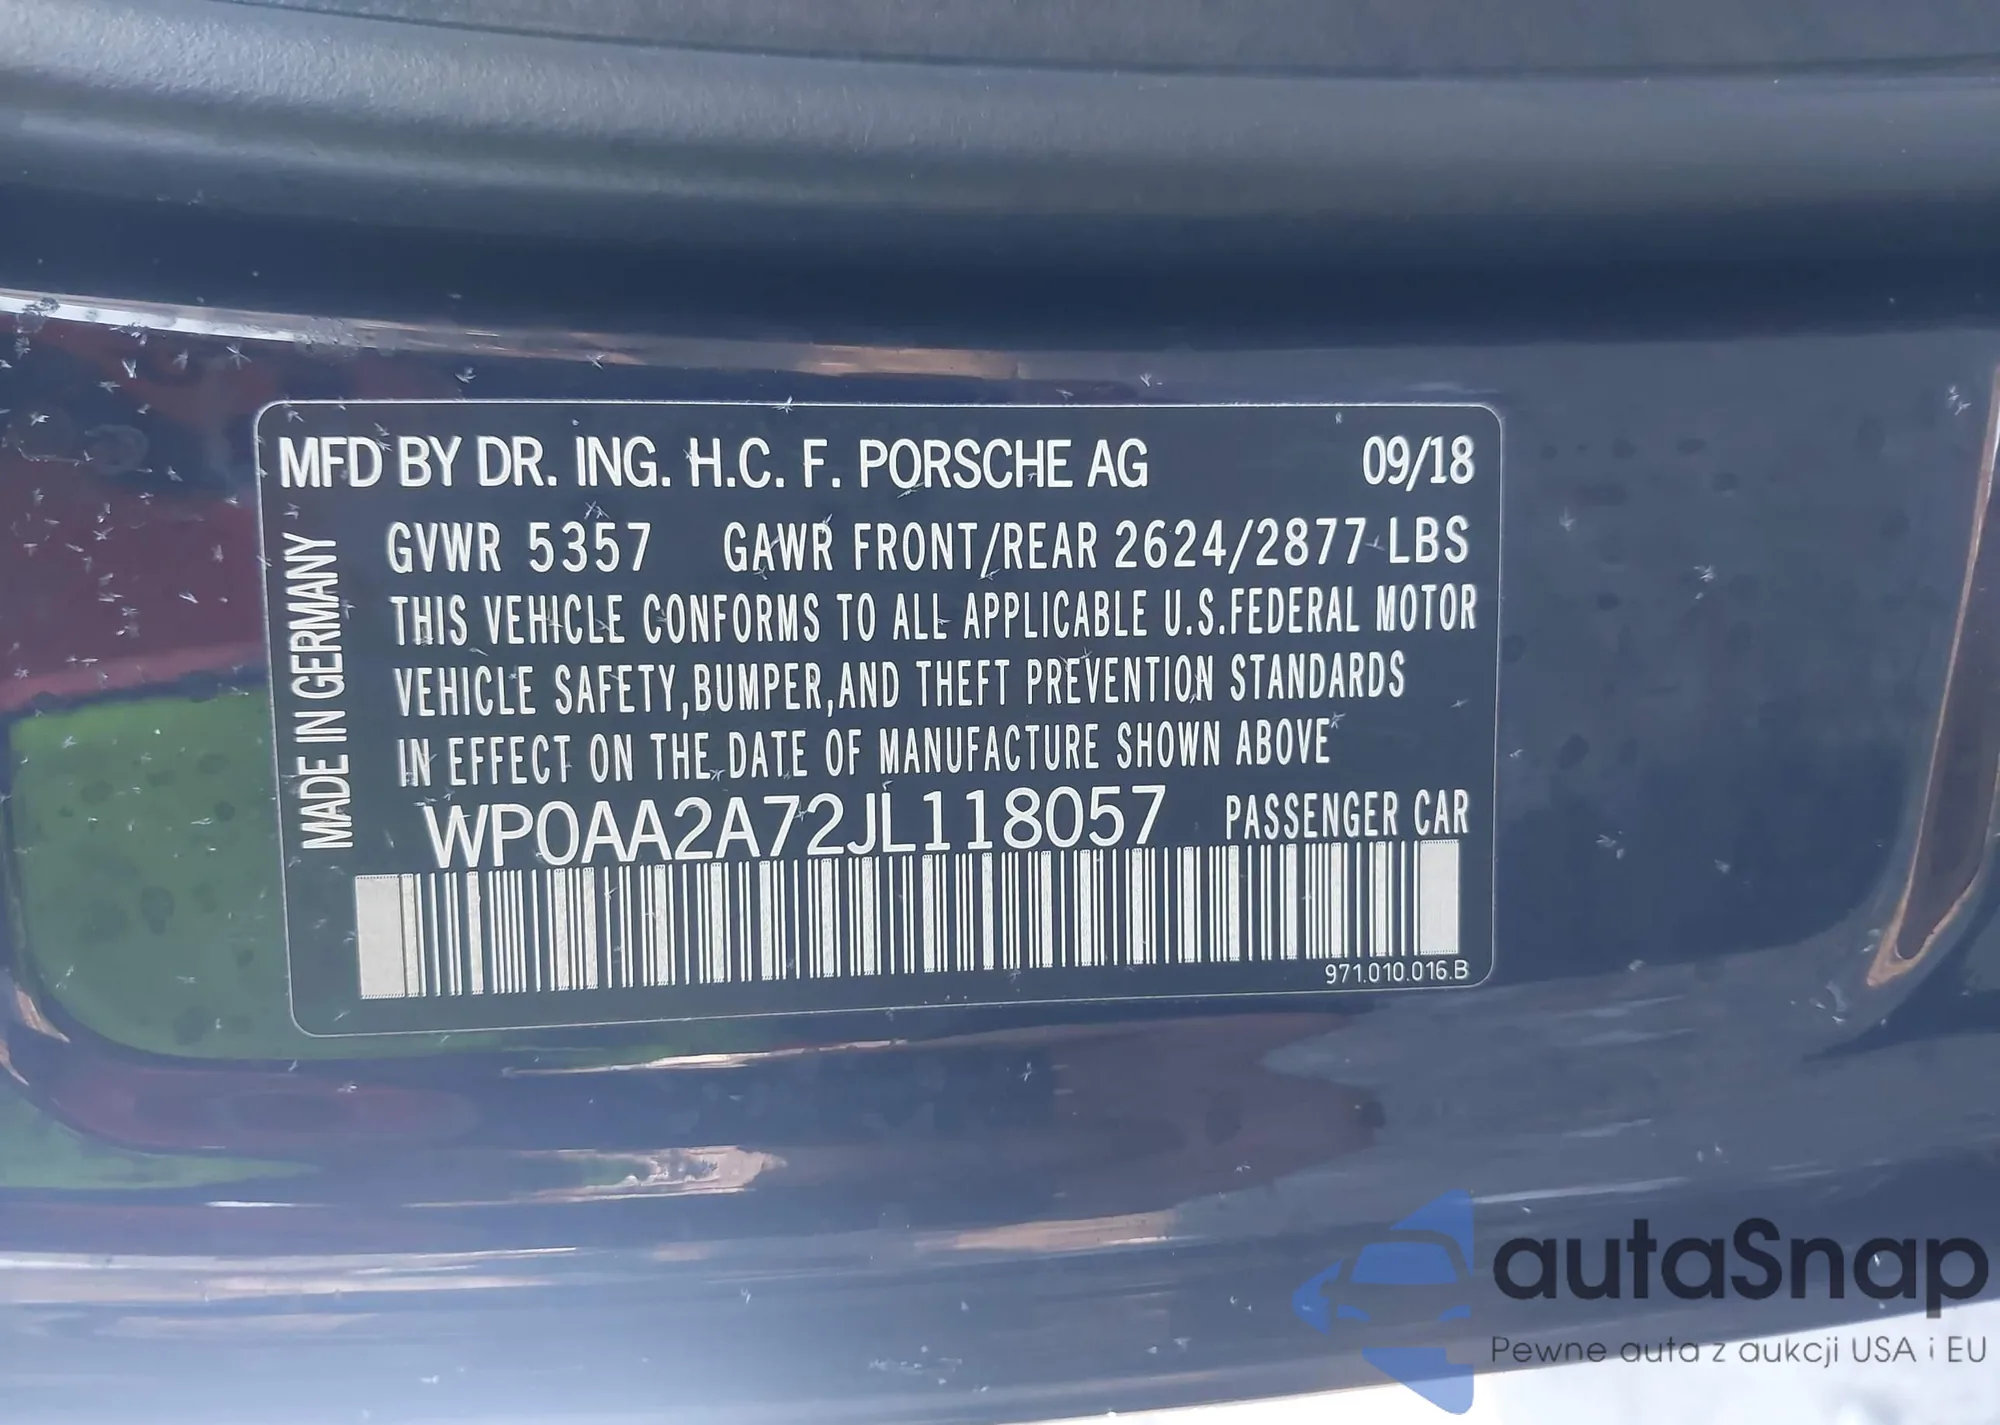 MFD BY DR. ING. H.C. F. PORSCHE AG 09/18
GVWR 5357 GAWR FRONT/REAR 2624/2877 LBS
THIS VEHICLE CONFORMS TO ALL APPLICABLE U.S.FEDERAL MOTOR
VEHICLE SAFETY,BUMPER,AND THEFT PREVENTION STANDARDS
IN EFFECT ON THE DATE OF MANUFACTURE SHOWN ABOVE
WP0AA2A72JL118057 PASSENGER CAR
971.010.016.B
MADE IN GERMANY
autaSnap
Pewne auta z aukcji USA i EU